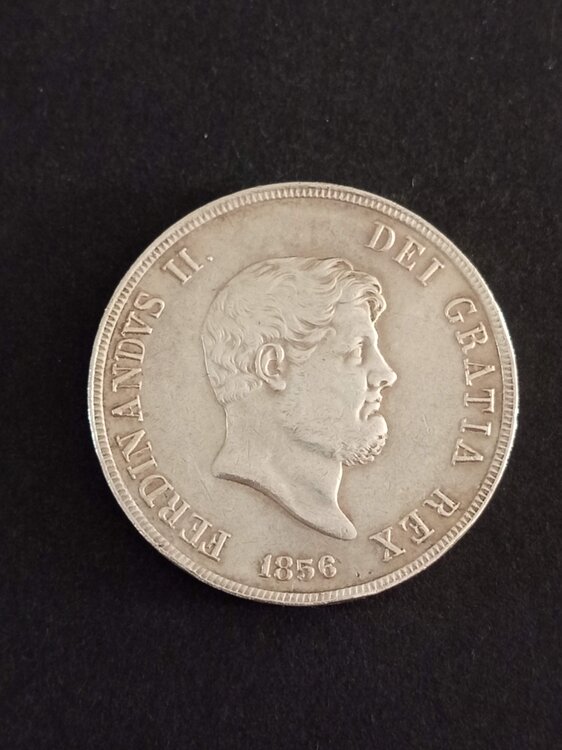 FERDINANDVS II.
DEI GRATIA REX
1856